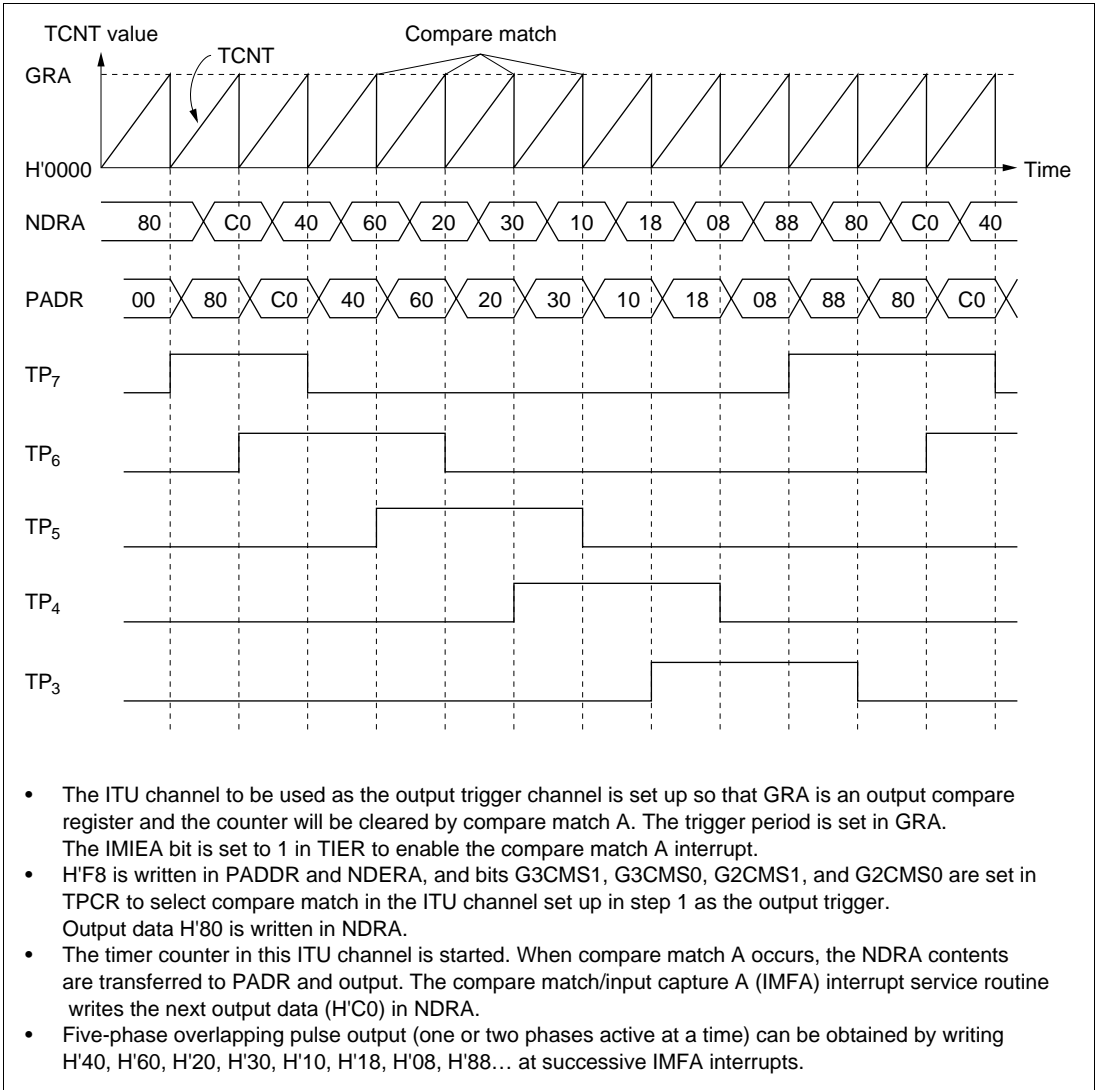 TCNT value
Compare match
TCNT
GRA
H'0000
Time
NDRA 80 C0 40 60 20 30 10 18 08 88 80 C0 40
PADR 00 80 C0 40 60 20 30 10 18 08 88 80 C0
TP7
TP6
TP5
TP4
TP3
• The ITU channel to be used as the output trigger channel is set up so that GRA is an output compare
register and the counter will be cleared by compare match A. The trigger period is set in GRA.
The IMIEA bit is set to 1 in TIER to enable the compare match A interrupt.
• H'F8 is written in PADDR and NDERA, and bits G3CMS1, G3CMS0, G2CMS1, and G2CMS0 are set in
TPCR to select compare match in the ITU channel set up in step 1 as the output trigger.
Output data H'80 is written in NDRA.
• The timer counter in this ITU channel is started. When compare match A occurs, the NDRA contents
are transferred to PADR and output. The compare match/input capture A (IMFA) interrupt service routine
writes the next output data (H'C0) in NDRA.
• Five-phase overlapping pulse output (one or two phases active at a time) can be obtained by writing
H'40, H'60, H'20, H'30, H'10, H'18, H'08, H'88… at successive IMFA interrupts.